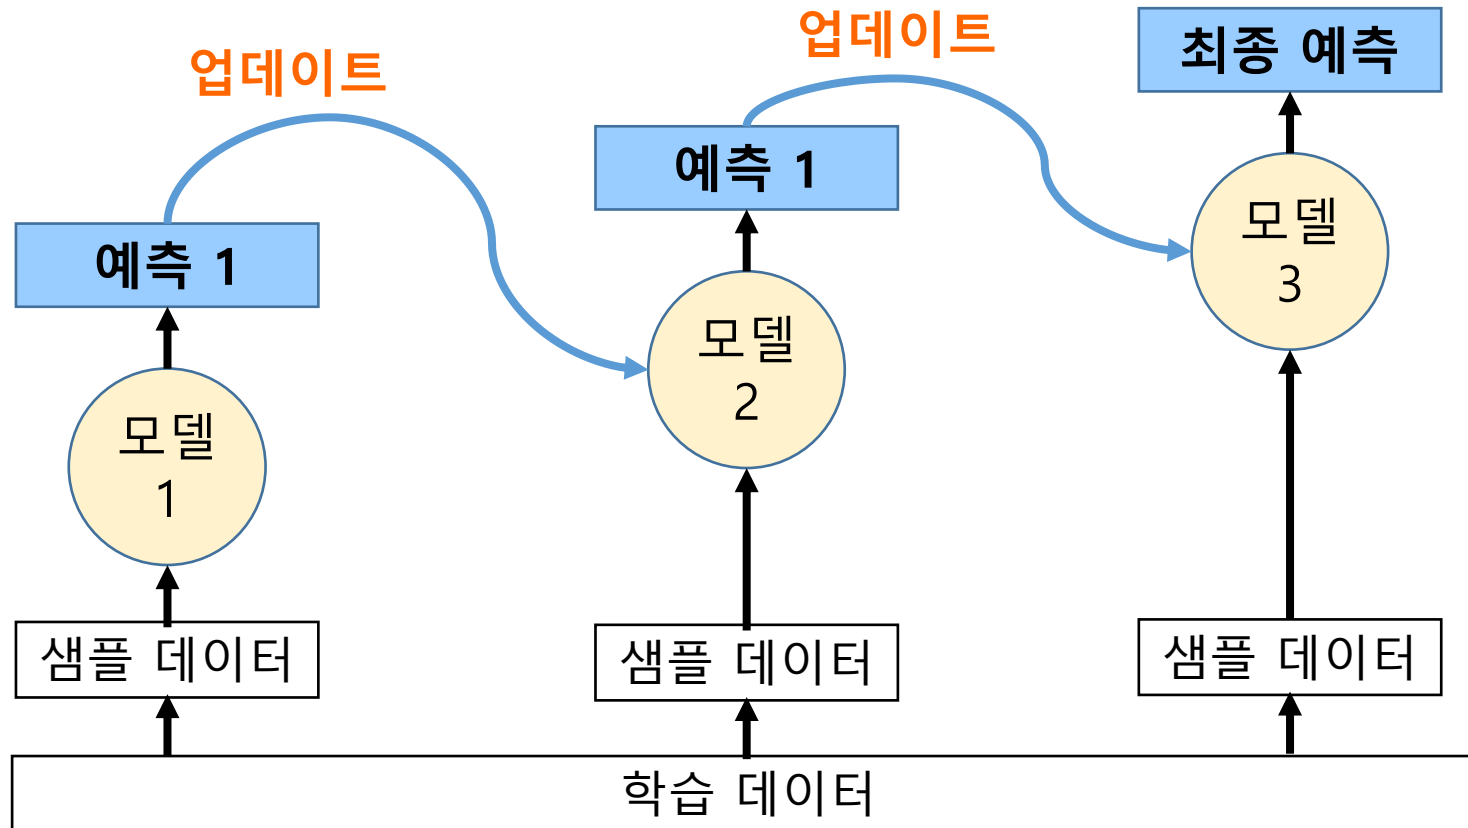 업데이트
업데이트
최종 예측
예측 1
예측 1
모델
1
모델
2
모델
3
샘플 데이터
샘플 데이터
샘플 데이터
학습 데이터